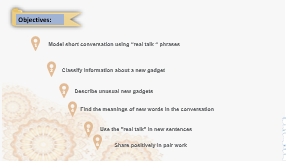 Objectives:
Model short conversation using "real talk " phrases
Classify information about a new gadget
Describe unusual new gadgets
Find the meanings of new words in the conversation
Use the "real talk" in new sentences
Share positively in pair work